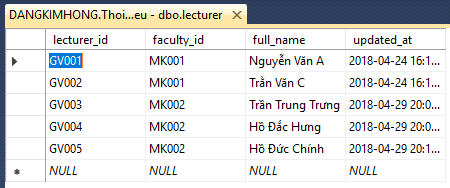 DANGKIMHONG.Thoi...eu - dbo.lecturer
lecturer_id faculty_id full_name updated_at
GV001 MK001 Nguyễn Văn A 2018-04-24 16:1...
GV002 MK001 Trần Văn C 2018-04-24 16:1...
GV003 MK002 Trần Trung Trưng 2018-04-29 20:0...
GV004 MK002 Hồ Đắc Hưng 2018-04-29 20:0...
GV005 MK002 Hồ Đức Chính 2018-04-29 20:0...
NULL NULL NULL NULL